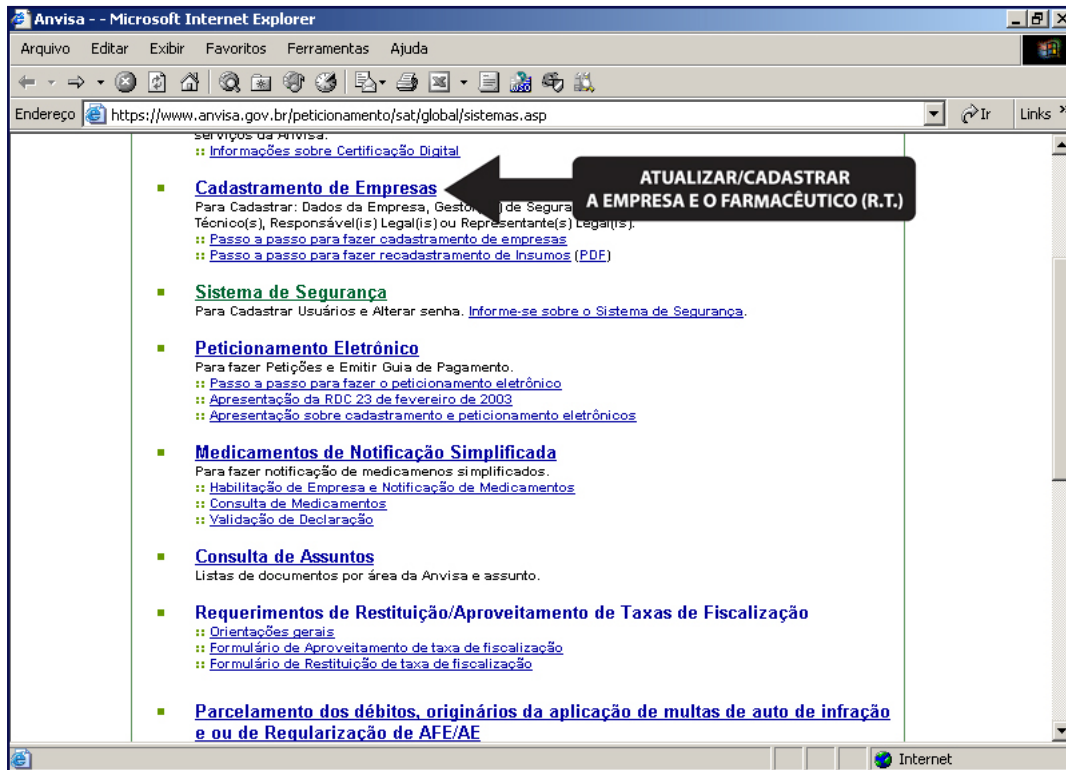 Anvisa - - Microsoft Internet Explorer
Arquivo Editar Exibir Favoritos Ferramentas Ajuda
Endereço https://www.anvisa.gov.br/peticionamento/sat/global/sistemas.asp Ir Links »
serviços da Anvisa.
:: Informações sobre Certificação Digital
Cadastramento de Empresas
ATUALIZAR/CADASTRAR
A EMPRESA E O FARMACÊUTICO (R.T.)
Para Cadastrar: Dados da Empresa, de Segura
Técnico(s), Responsável(is) Legal(is) ou Representante(s) Legal(is).
:: Passo a passo para fazer cadastramento de empresas
:: Passo a passo para fazer recadastramento de Insumos (PDF)
Sistema de Segurança
Para Cadastrar Usuários e Alterar senha. Informe-se sobre o Sistema de Segurança.
Peticionamento Eletrônico
Para fazer Petições e Emitir Guia de Pagamento.
:: Passo a passo para fazer o peticionamento eletrônico
:: Apresentação da RDC 23 de fevereiro de 2003
:: Apresentação sobre cadastramento e peticionamento eletrônicos
Medicamentos de Notificação Simplificada
Para fazer notificação de medicamenos simplificados.
:: Habilitação de Empresa e Notificação de Medicamentos
:: Consulta de Medicamentos
:: Validação de Declaração
Consulta de Assuntos
Listas de documentos por área da Anvisa e assunto.
Requerimentos de Restituição/Aproveitamento de Taxas de Fiscalização
:: Orientações gerais
:: Formulário de Aproveitamento de taxa de fiscalização
:: Formulário de Restituição de taxa de fiscalização
Parcelamento dos débitos, originários da aplicação de multas de auto de infração
e ou de Regularização de AFE/AE
Internet